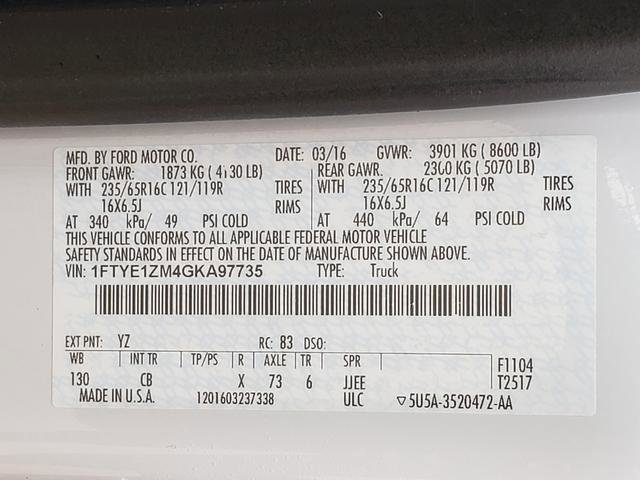 MFD. BY FORD MOTOR CO. DATE: 03/16 GVWR: 3901 KG ( 8600 LB)
FRONT GAWR: 1873 KG ( 4130 LB) REAR GAWR. 2300 KG ( 5070 LB)
WITH 235/65R16C 121/119R TIRES WITH 235/65R16C 121/119R TIRES
16X6.5J RIMS 16X6.5J RIMS
AT 340 kPa/ 49 PSI COLD AT 440 kPa/ 64 PSI COLD
THIS VEHICLE CONFORMS TO ALL APPLICABLE FEDERAL MOTOR VEHICLE
SAFETY STANDARDS IN EFFECT ON THE DATE OF MANUFACTURE SHOWN ABOVE.
VIN: 1FTYE1ZM4GKA97735 TYPE: Truck
EXT PNT: YZ RC: 83 DSO:
WB INT TR TP/PS R AXLE TR SPR F1104
130 CB X 73 6 JJEE T2517
MADE IN U.S.A. 1201603237338 ULC ▽5U5A-3520472-AA